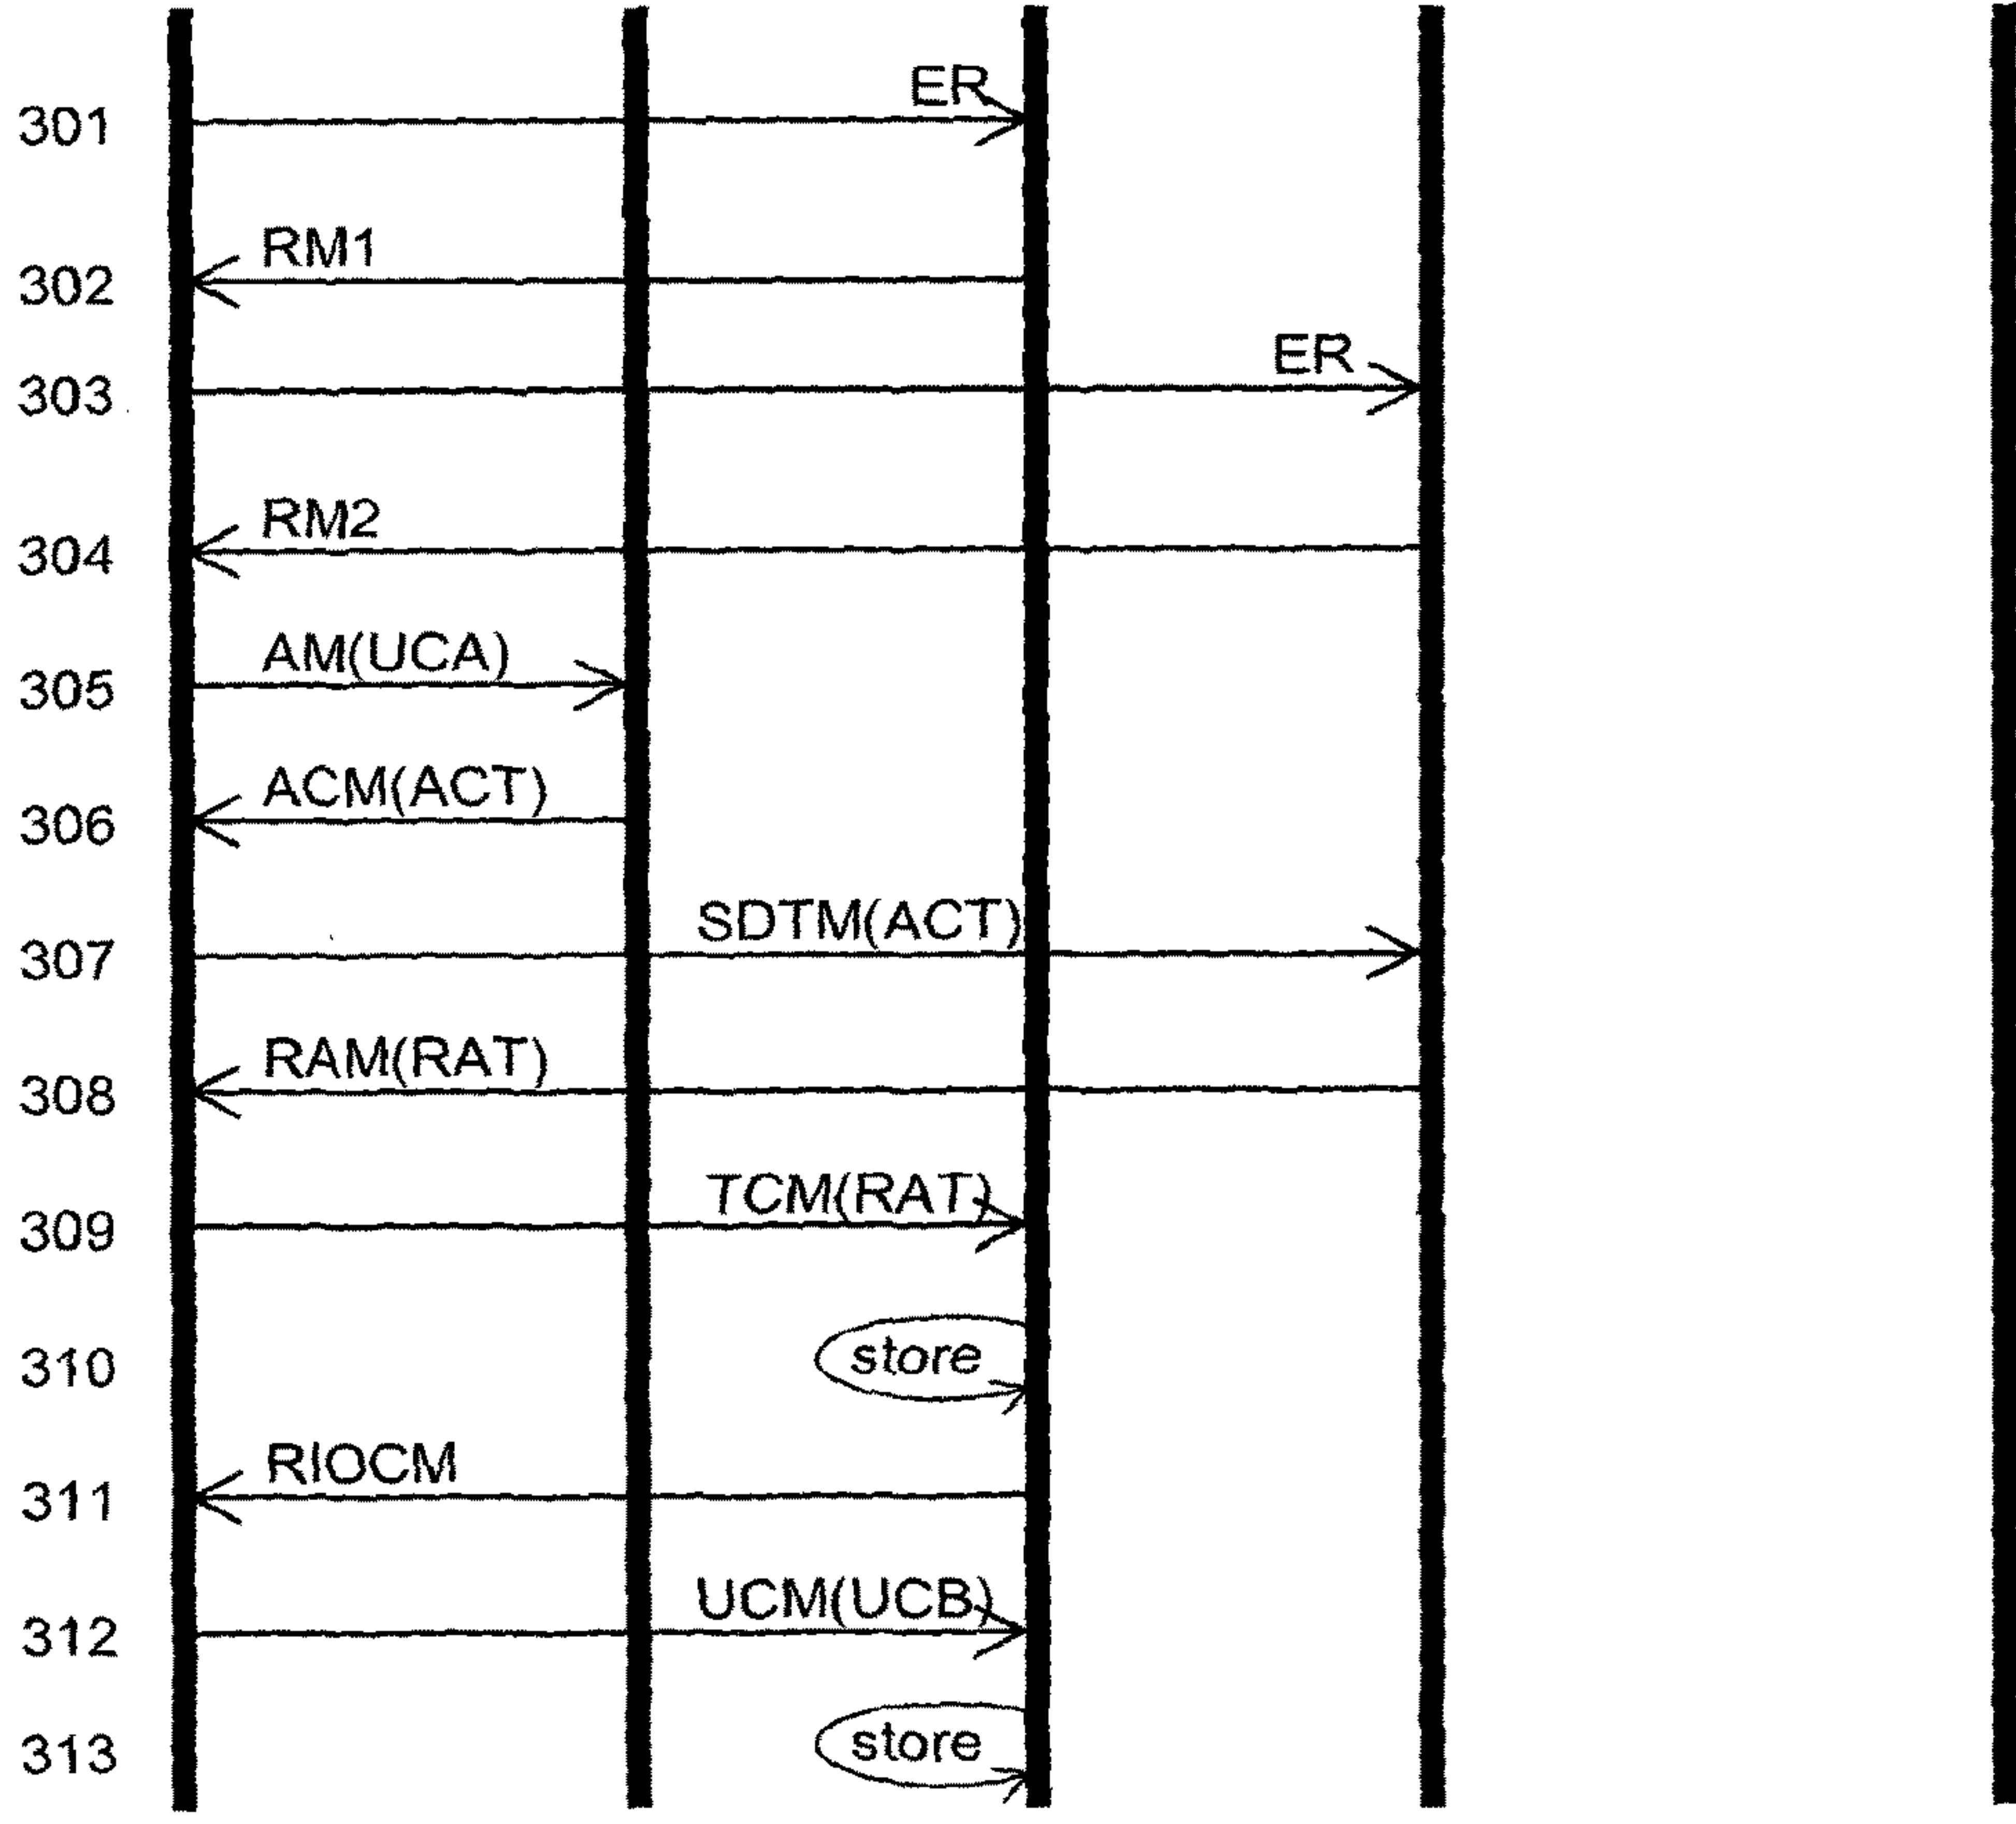 301 ER
302 RM1
303 ER
304 RM2
305 AM(UCA)
306 ACM(ACT)
307 SDTM(ACT)
308 RAM(RAT)
309 TCM(RAT)
310 store
311 RIOCM
312 UCM(UCB)
313 store